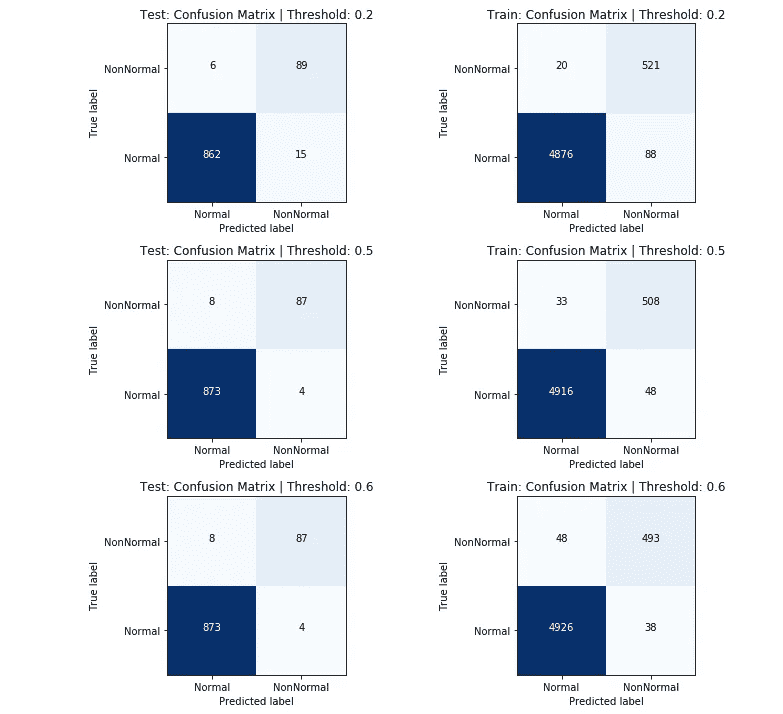 Test: Confusion Matrix | Threshold: 0.2
NonNormal 6 89
Normal 862 15
True label
Normal NonNormal
Predicted label
Train: Confusion Matrix | Threshold: 0.2
NonNormal 20 521
Normal 4876 88
True label
Normal NonNormal
Predicted label
Test: Confusion Matrix | Threshold: 0.5
NonNormal 8 87
Normal 873 4
True label
Normal NonNormal
Predicted label
Train: Confusion Matrix | Threshold: 0.5
NonNormal 33 508
Normal 4916 48
True label
Normal NonNormal
Predicted label
Test: Confusion Matrix | Threshold: 0.6
NonNormal 8 87
Normal 873 4
True label
Normal NonNormal
Predicted label
Train: Confusion Matrix | Threshold: 0.6
NonNormal 48 493
Normal 4926 38
True label
Normal NonNormal
Predicted label